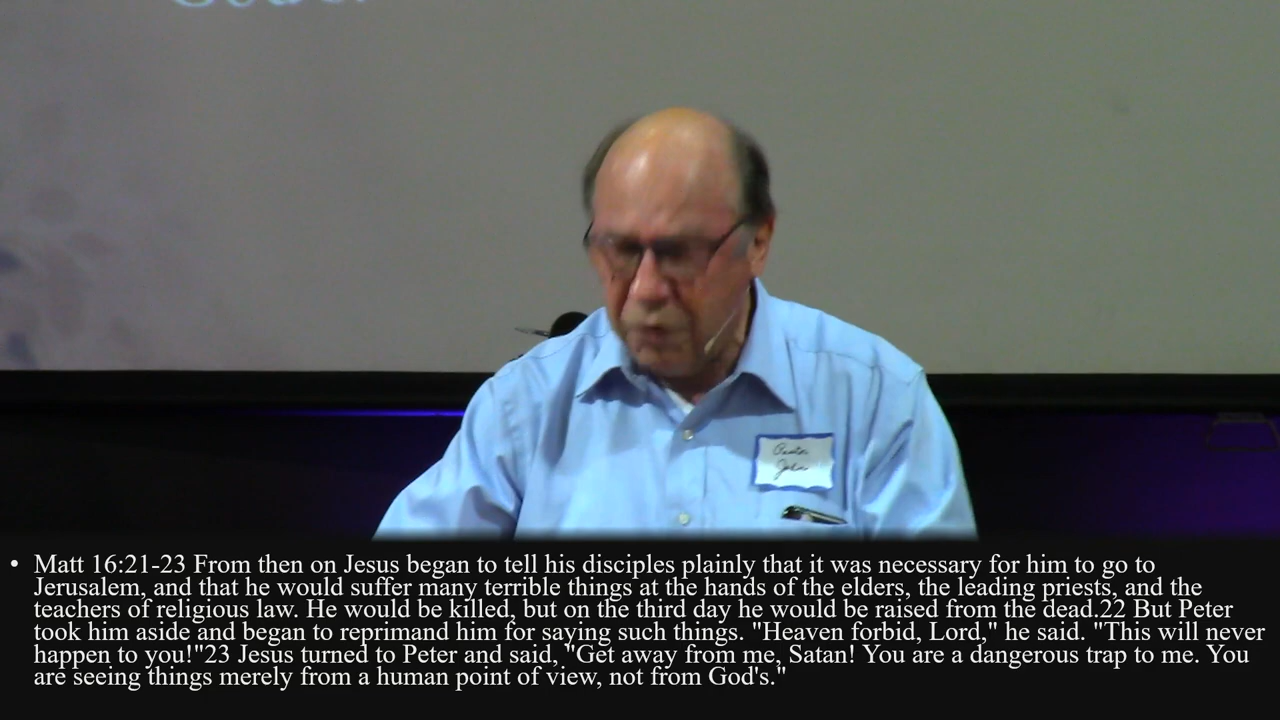 Pastor
John
• Matt 16:21-23 From then on Jesus began to tell his disciples plainly that it was necessary for him to go to
Jerusalem, and that he would suffer many terrible things at the hands of the elders, the leading priests, and the
teachers of religious law. He would be killed, but on the third day he would be raised from the dead.22 But Peter
took him aside and began to reprimand him for saying such things. "Heaven forbid, Lord," he said. "This will never
happen to you!"23 Jesus turned to Peter and said, "Get away from me, Satan! You are a dangerous trap to me. You
are seeing things merely from a human point of view, not from God's."